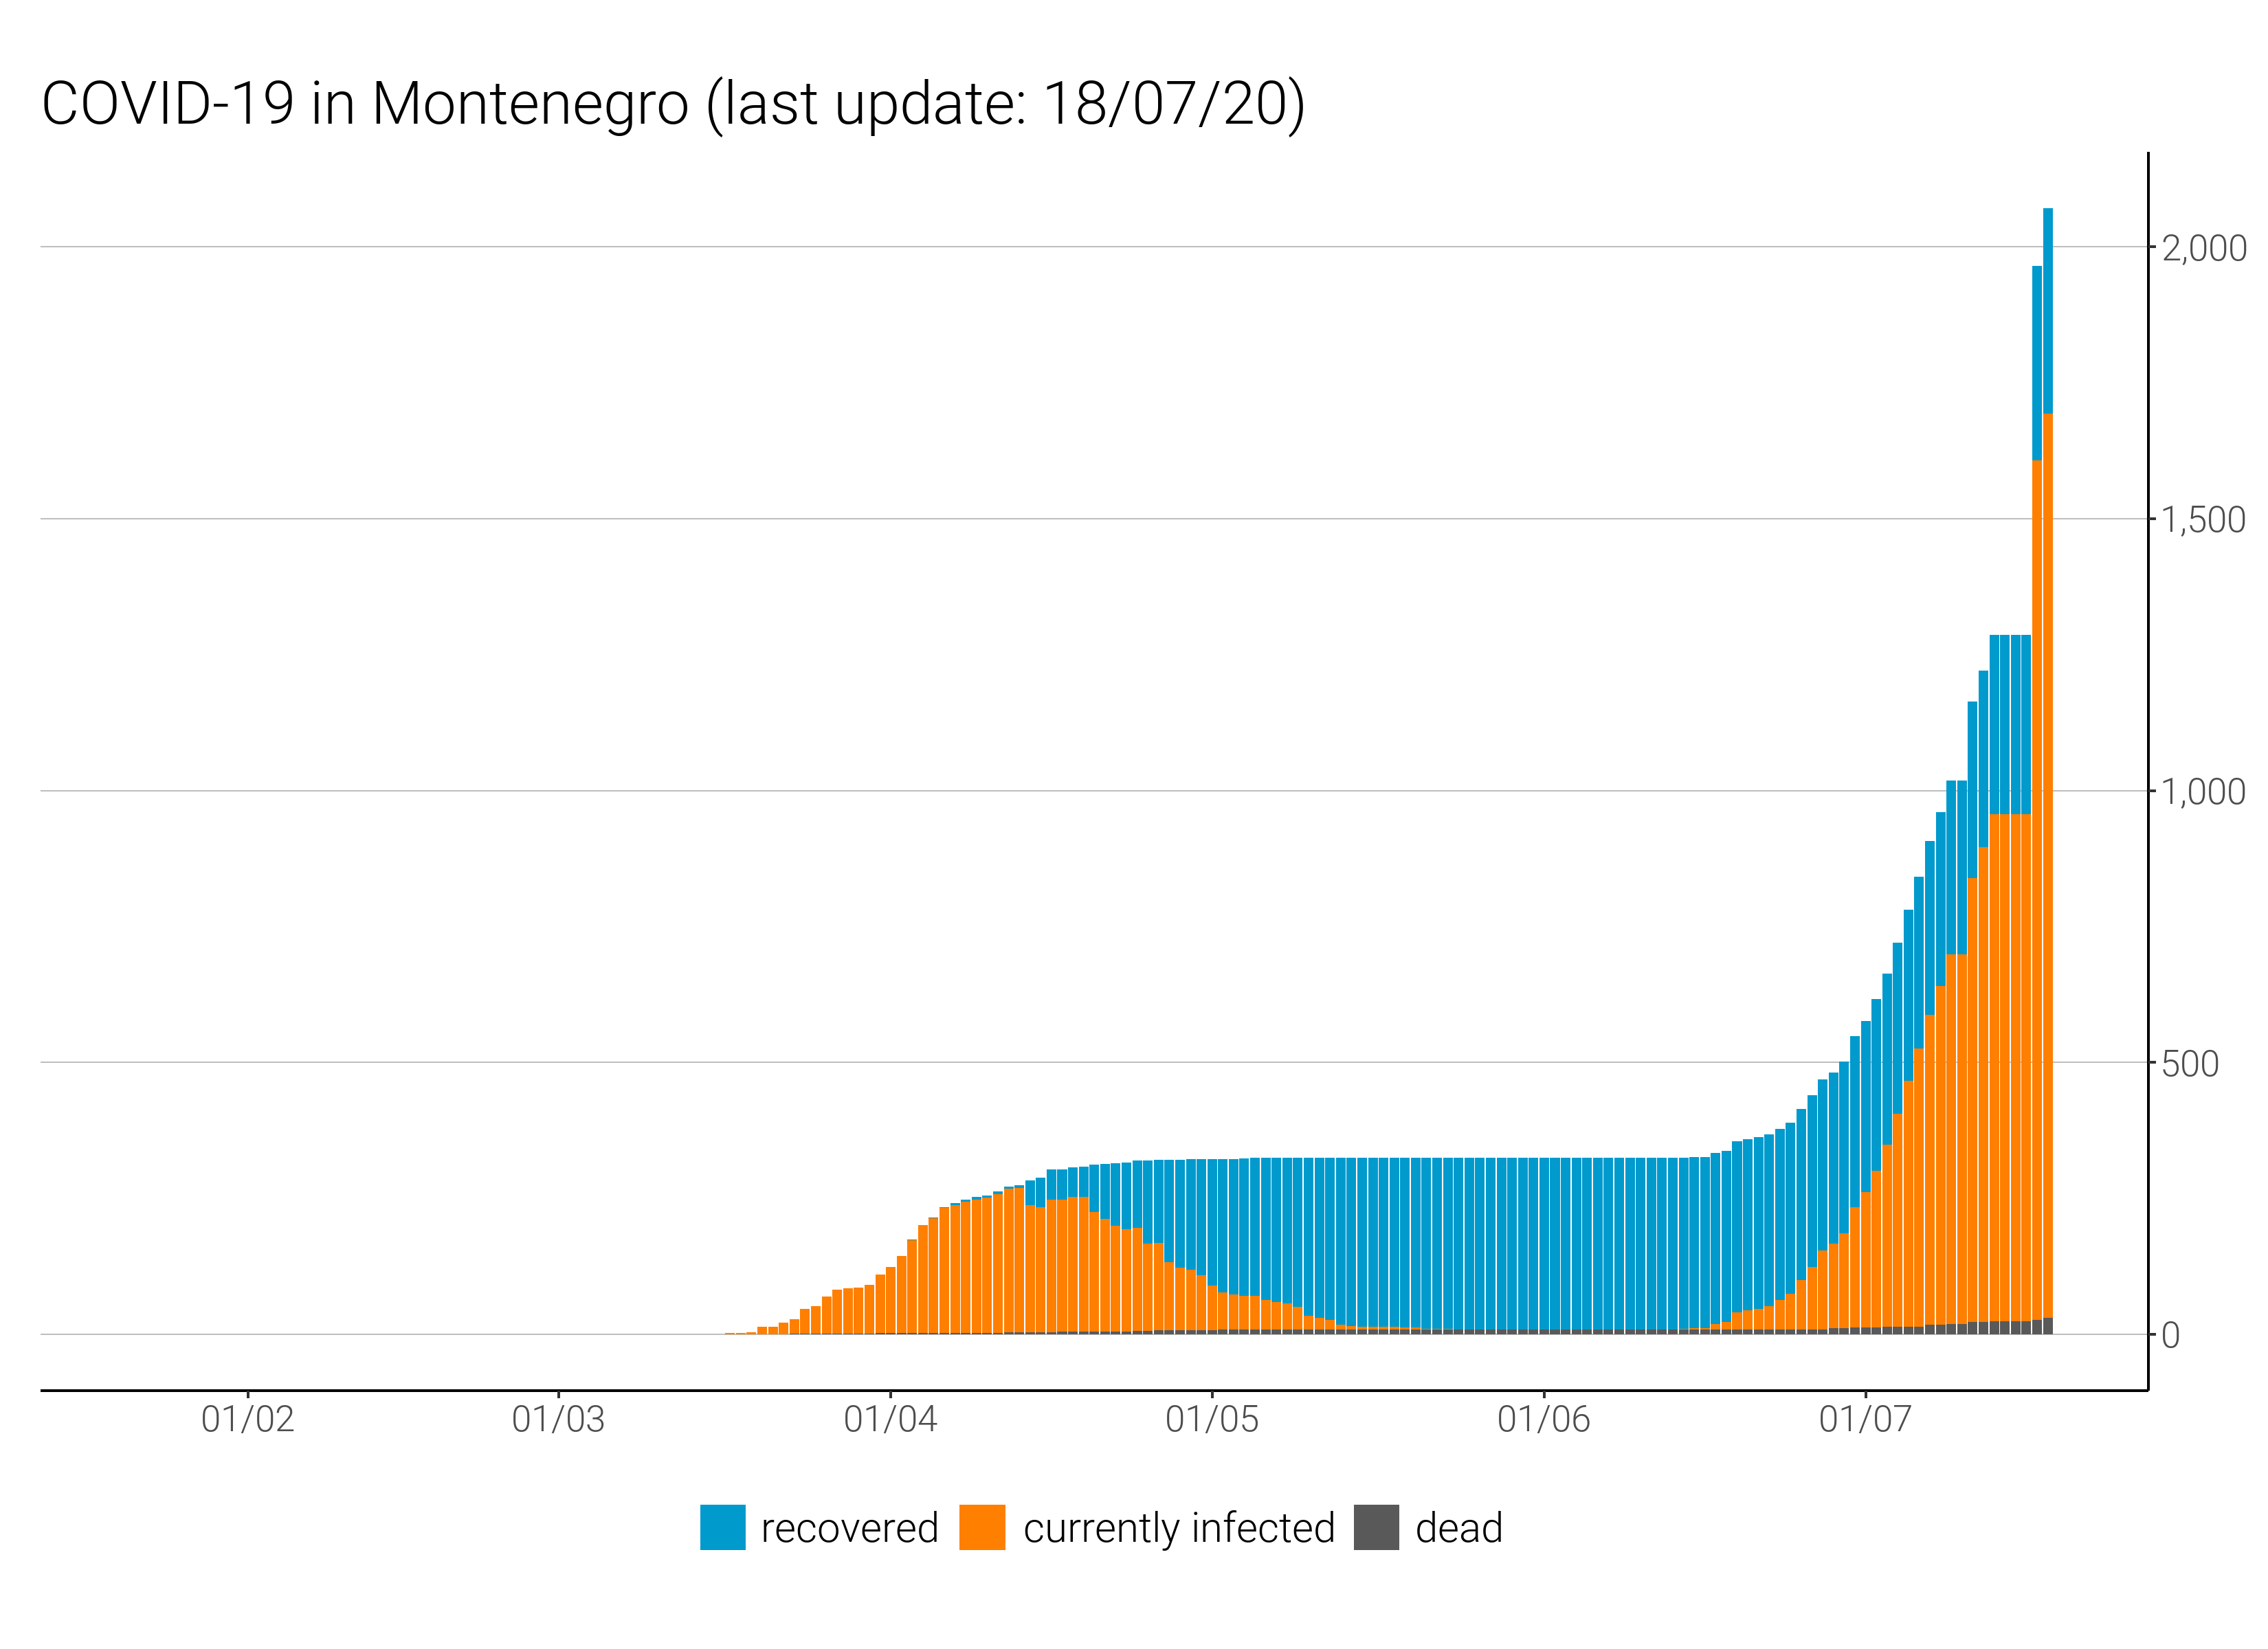 COVID-19 in Montenegro (last update: 18/07/20)
2,000
1,500
1,000
500
0
01/02 01/03 01/04 01/05 01/06 01/07
recovered currently infected dead